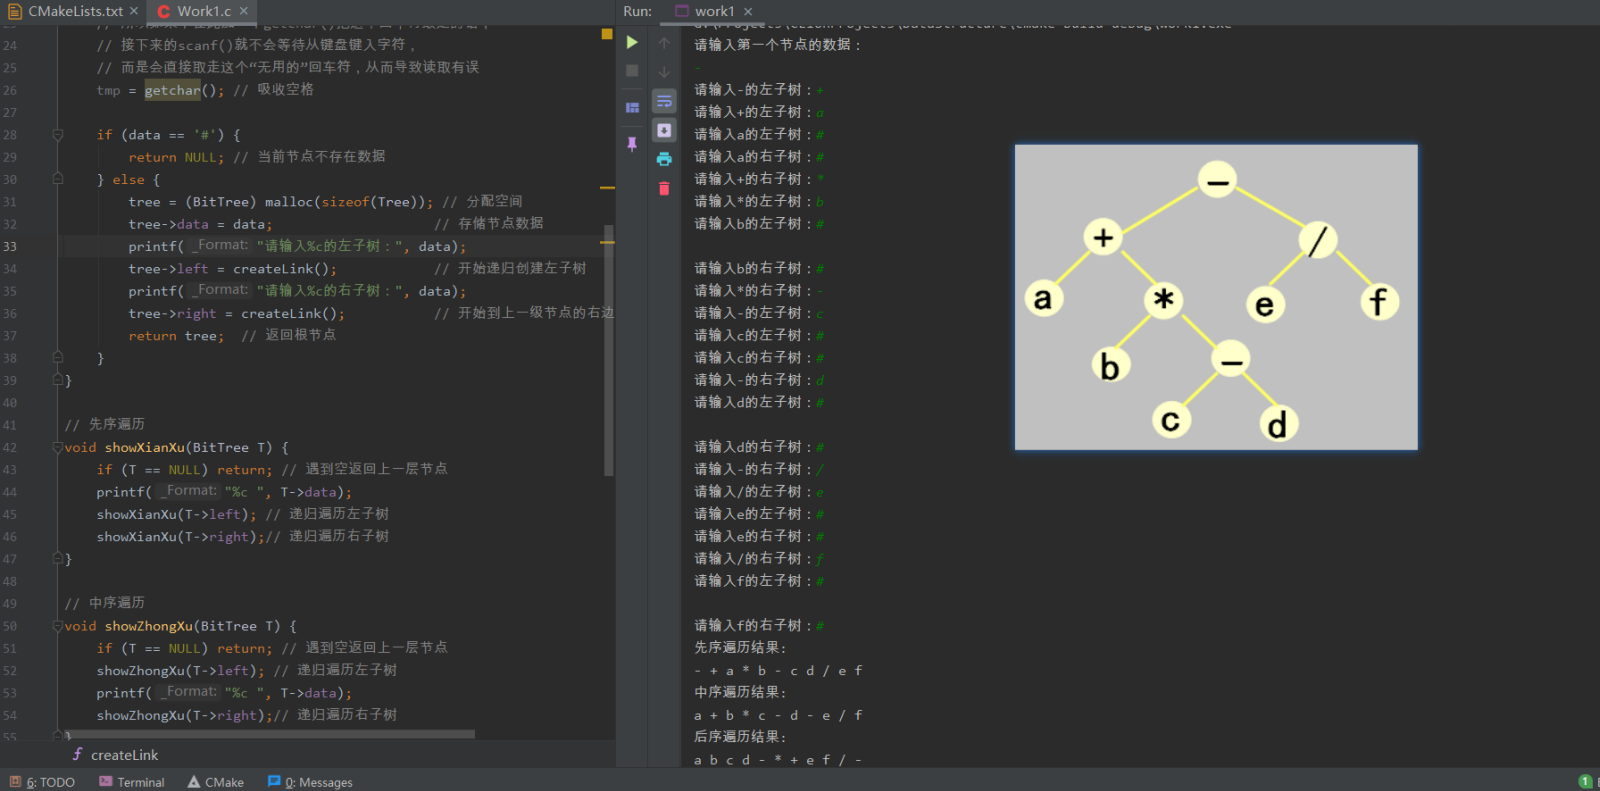 CMakeLists.txt
Work1.c
Run:
work1
24 // 接下来的scanf()就不会等待从键盘键入字符，
25 // 而是会直接取走这个“无用的”回车符，从而导致读取有误
26 tmp = getchar(); // 吸收空格
27
28 if (data == '#') {
29 return NULL; // 当前节点不存在数据
30 } else {
31 tree = (BitTree) malloc(sizeof(Tree)); // 分配空间
32 tree->data = data; // 存储节点数据
33 printf( _Format: "请输入%c的左子树：", data);
34 tree->left = createLink(); // 开始递归创建左子树
35 printf( _Format: "请输入%c的右子树：", data);
36 tree->right = createLink(); // 开始到上一级节点的右边
37 return tree; // 返回根节点
38 }
39 }
40
41 // 先序遍历
42 void showXianXu(BitTree T) {
43 if (T == NULL) return; // 遇到空返回上一层节点
44 printf( _Format: "%c ", T->data);
45 showXianXu(T->left); // 递归遍历左子树
46 showXianXu(T->right);// 递归遍历右子树
47 }
48
49 // 中序遍历
50 void showZhongXu(BitTree T) {
51 if (T == NULL) return; // 遇到空返回上一层节点
52 showZhongXu(T->left); // 递归遍历左子树
53 printf( _Format: "%c ", T->data);
54 showZhongXu(T->right);// 递归遍历右子树
55 }
f createLink
请输入第一个节点的数据：
-
请输入-的左子树：+
请输入+的左子树：a
请输入a的左子树：#
请输入a的右子树：#
请输入+的右子树：*
请输入*的左子树：b
请输入b的左子树：#
请输入b的右子树：#
请输入*的右子树：-
请输入-的左子树：c
请输入c的左子树：#
请输入c的右子树：#
请输入-的右子树：d
请输入d的左子树：#
请输入d的右子树：#
请输入-的右子树：/
请输入/的左子树：e
请输入e的左子树：#
请输入e的右子树：#
请输入/的右子树：f
请输入f的左子树：#
请输入f的右子树：#
先序遍历结果：
- + a * b - c d / e f
中序遍历结果：
a + b * c - d - e / f
后序遍历结果：
a b c d - * + e f / -
−
+ /
a * e f
b −
c d
6: TODO
Terminal
CMake
0: Messages
1